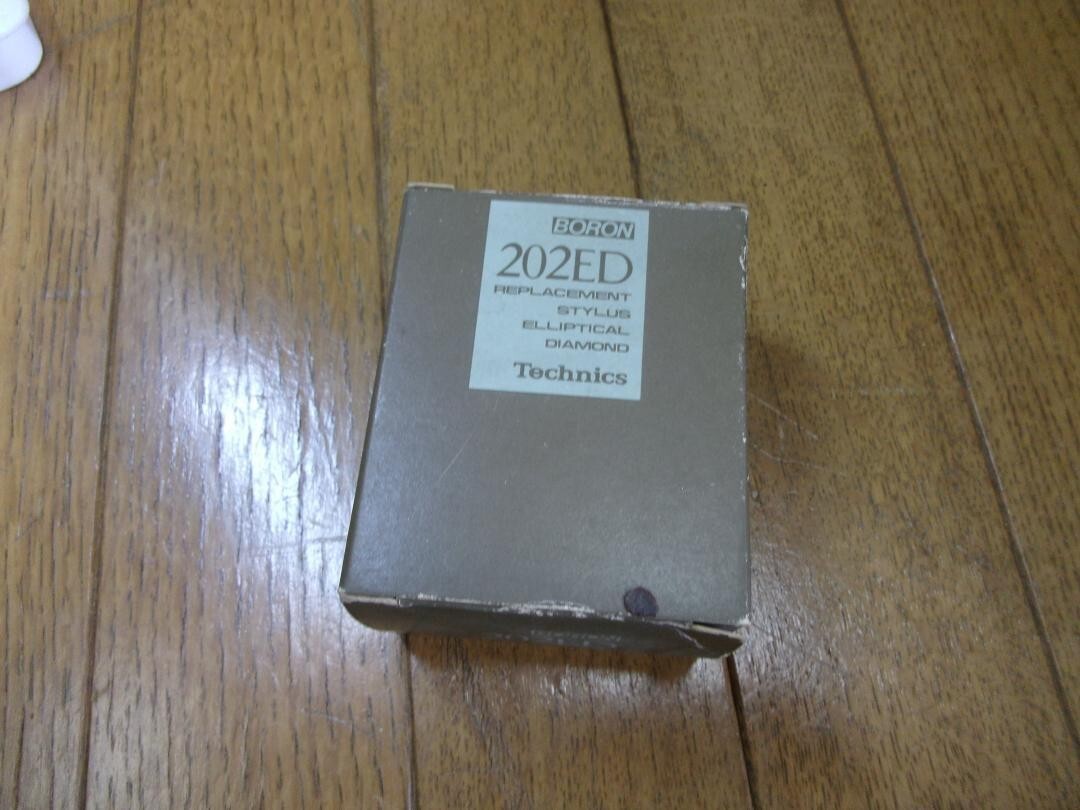 BORON
202ED
REPLACEMENT
STYLUS
ELLIPTICAL
DIAMOND
Technics